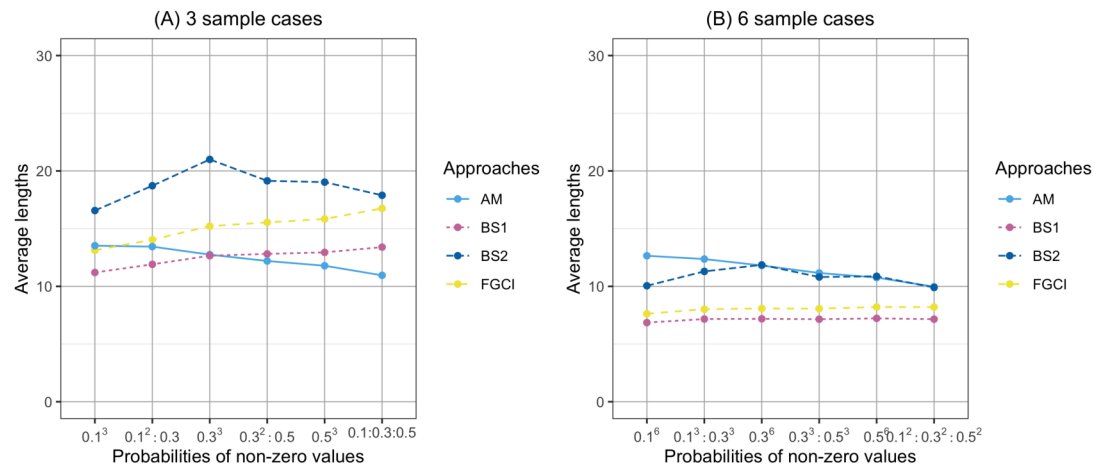 (A) 3 sample cases
30
20
10
0
Average lengths
0.1³
0.1² : 0.3
0.3³
0.3² : 0.5
0.5³
0.1:0.3:0.5
Probabilities of non-zero values
Approaches
AM
BS1
BS2
FGCI
(B) 6 sample cases
30
20
10
0
Average lengths
0.1⁶
0.1³ : 0.3³
0.3⁶
0.3³ : 0.5³
0.5⁶
0.1² : 0.3² : 0.5²
Probabilities of non-zero values
Approaches
AM
BS1
BS2
FGCI